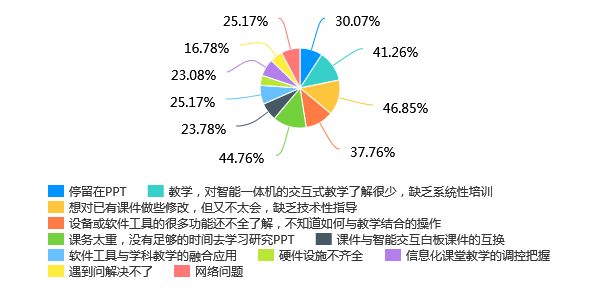 25.17%
30.07%
16.78%
41.26%
23.08%
25.17%
46.85%
23.78%
37.76%
44.76%
停留在PPT
教学，对智能一体机的交互式教学了解很少，缺乏系统性培训
想对已有课件做些修改，但又不太会，缺乏技术性指导
设备或软件工具的很多功能还不全了解，不知道如何与教学结合的操作
课务太重，没有足够的时间去学习研究PPT
课件与智能交互白板课件的互换
软件工具与学科教学的融合应用
硬件设施不齐全
信息化课堂教学的调控把握
遇到问解决不了
网络问题